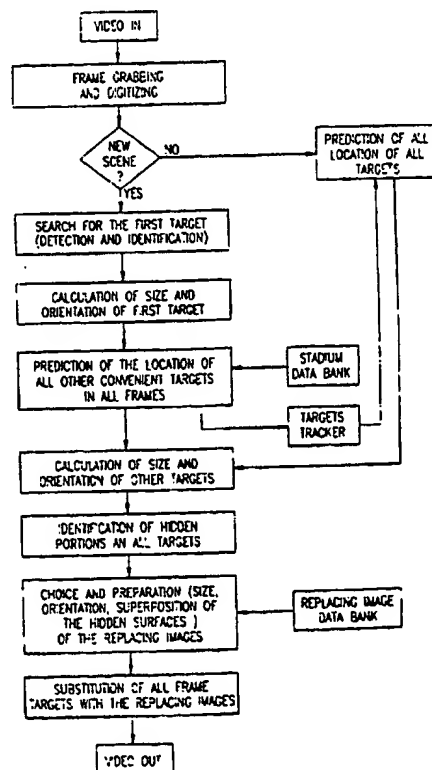 VIDEO IN
FRAME GRABBING
AND DIGITIZING
NEW
SCENE
?
NO
YES
PREDICTION OF ALL
LOCATION OF ALL
TARGETS
SEARCH FOR THE FIRST TARGET
(DETECTION AND IDENTIFICATION)
CALCULATION OF SIZE AND
ORIENTATION OF FIRST TARGET
PREDICTION OF THE LOCATION OF
ALL OTHER CONVENIENT TARGETS
IN ALL FRAMES
STADIUM
DATA BANK
TARGETS
TRACKER
CALCULATION OF SIZE AND
ORIENTATION OF OTHER TARGETS
IDENTIFICATION OF HIDDEN
PORTIONS AN ALL TARGETS
CHOICE AND PREPARATION (SIZE,
ORIENTATION, SUPERPOSITION OF
THE HIDDEN SURFACES )
OF THE REPLACING IMAGES
REPLACING IMAGE
DATA BANK
SUBSTITUTION OF ALL FRAME
TARGETS WITH THE REPLACING IMAGES
VIDEO OUT